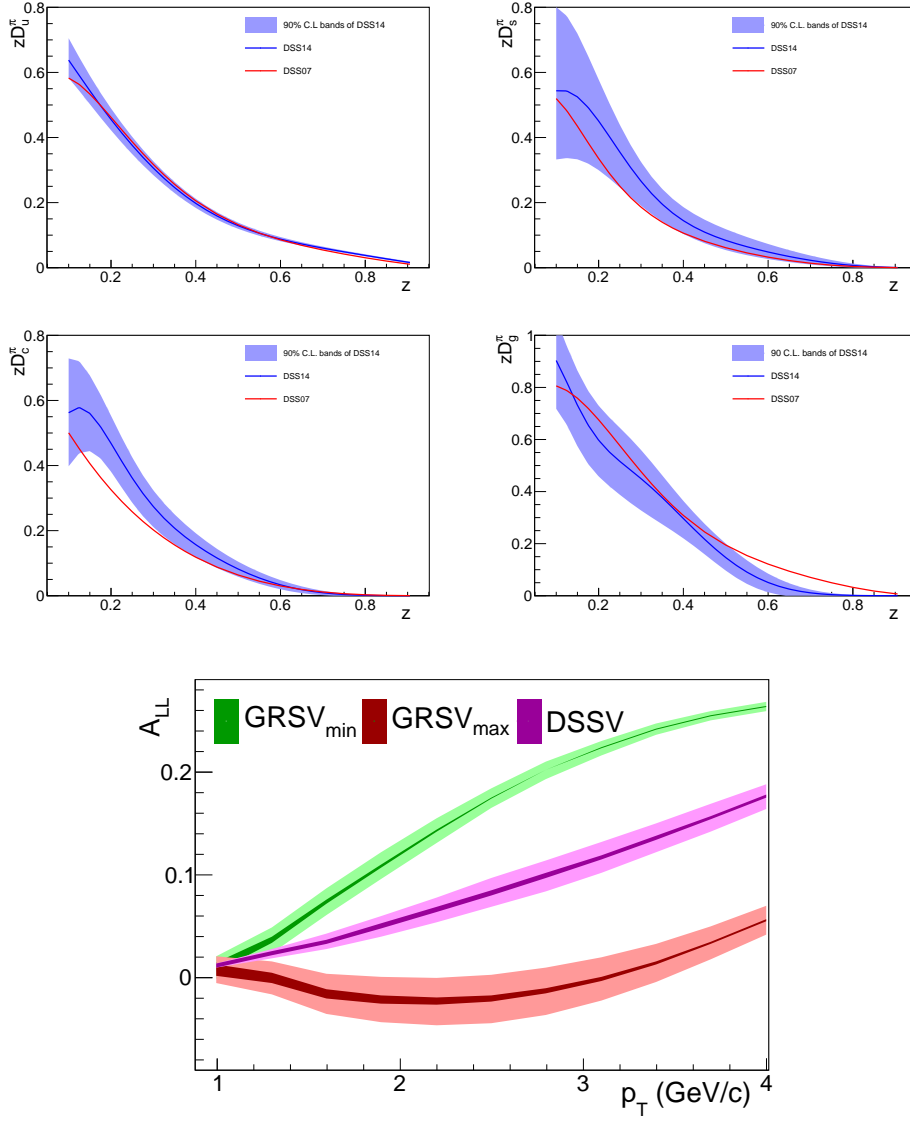 zD_u^π
90% C.L. bands of DSS14
DSS14
DSS07
0.8
0.6
0.4
0.2
0
0.2 0.4 0.6 0.8
z
zD_s^π
90% C.L. bands of DSS14
DSS14
DSS07
0.8
0.6
0.4
0.2
0
0.2 0.4 0.6 0.8
z
zD_c^π
90% C.L. bands of DSS14
DSS14
DSS07
0.8
0.6
0.4
0.2
0
0.2 0.4 0.6 0.8
z
zD_g^π
90 C.L. bands of DSS14
DSS14
DSS07
1
0.8
0.6
0.4
0.2
0
0.2 0.4 0.6 0.8
z
A_LL
GRSV_min GRSV_max DSSV
0.2
0.1
0
1 2 3 4
p_T (GeV/c)